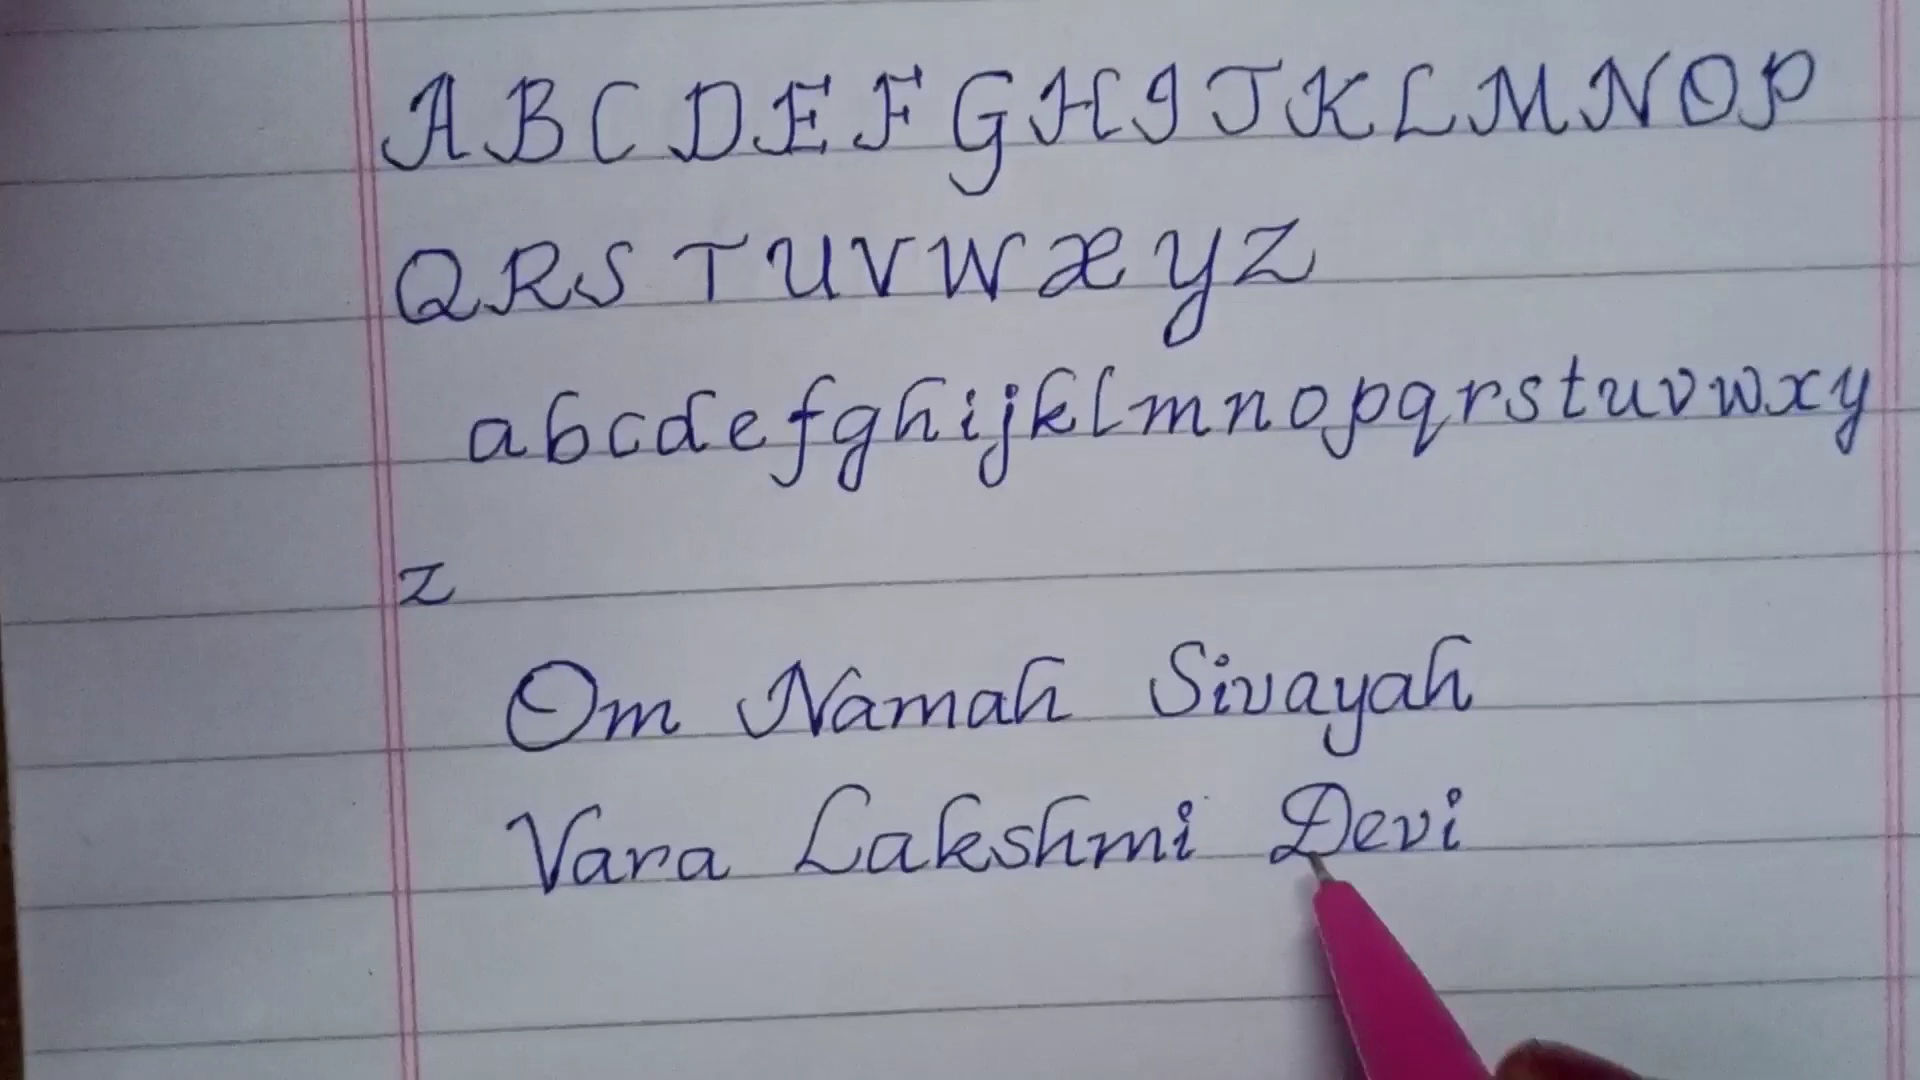 A B C D E F G H I J K L M N O P
Q R S T U V W X Y Z
a b c d e f g h i j k l m n o p q r s t u v w x y
z
Om Namah Sivayah
Vara Lakshmi Devi